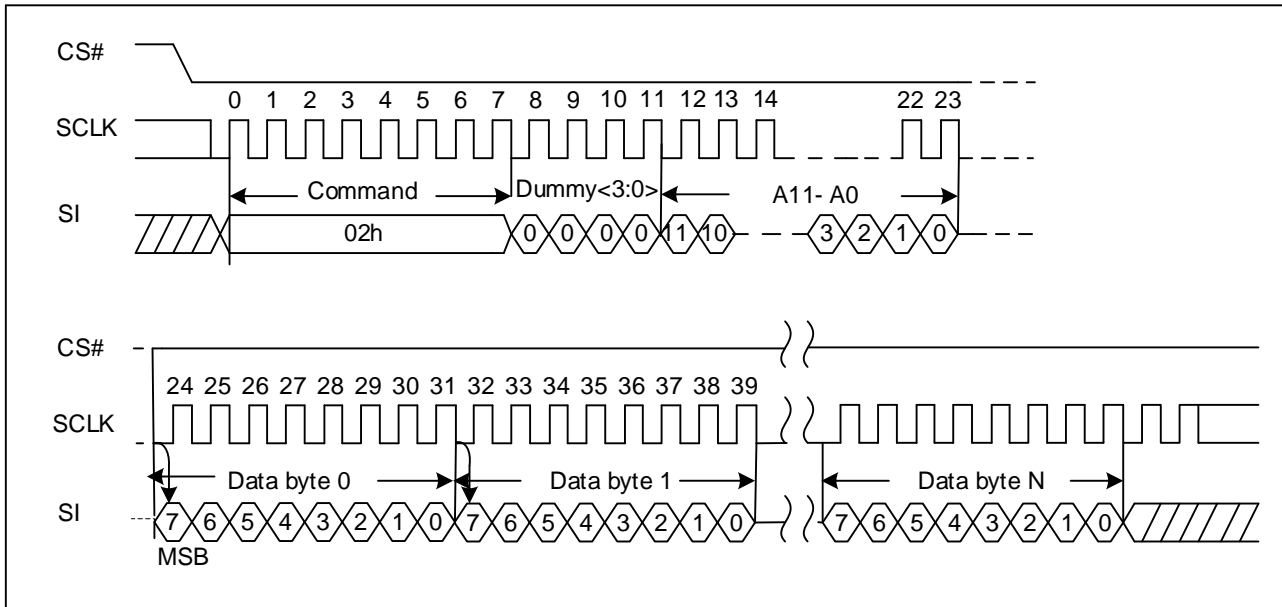 CS#
0 1 2 3 4 5 6 7 8 9 10 11 12 13 14 22 23
SCLK
Command Dummy<3:0> A11- A0
SI
02h 0 0 0 0 11 10 3 2 1 0
CS#
24 25 26 27 28 29 30 31 32 33 34 35 36 37 38 39
SCLK
Data byte 0 Data byte 1 Data byte N
SI
7 6 5 4 3 2 1 0 7 6 5 4 3 2 1 0 7 6 5 4 3 2 1 0
MSB